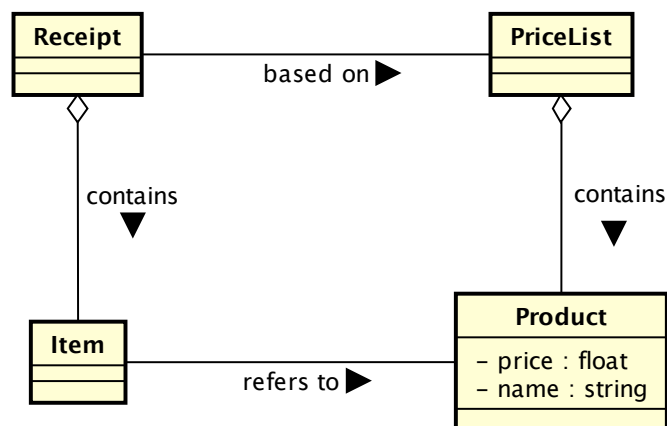 Receipt
PriceList
based on
contains
contains
Item
Product
- price : float
- name : string
refers to